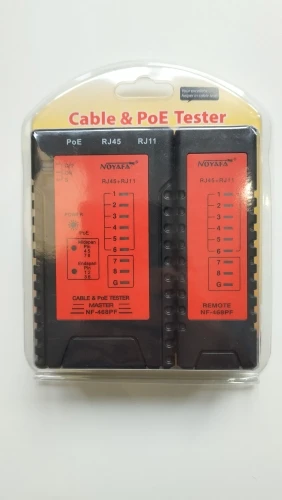 Cable & PoE Tester
PoE RJ45 RJ11
NOYAFA
RJ45+RJ11
1
2
3
4
5
6
7
8
G
PoE
Midspan
Endspan
CABLE & PoE TESTER
MASTER
NF-468PF
NOYAFA
RJ45+RJ11
1
2
3
4
5
6
7
8
G
REMOTE
NF-468PF